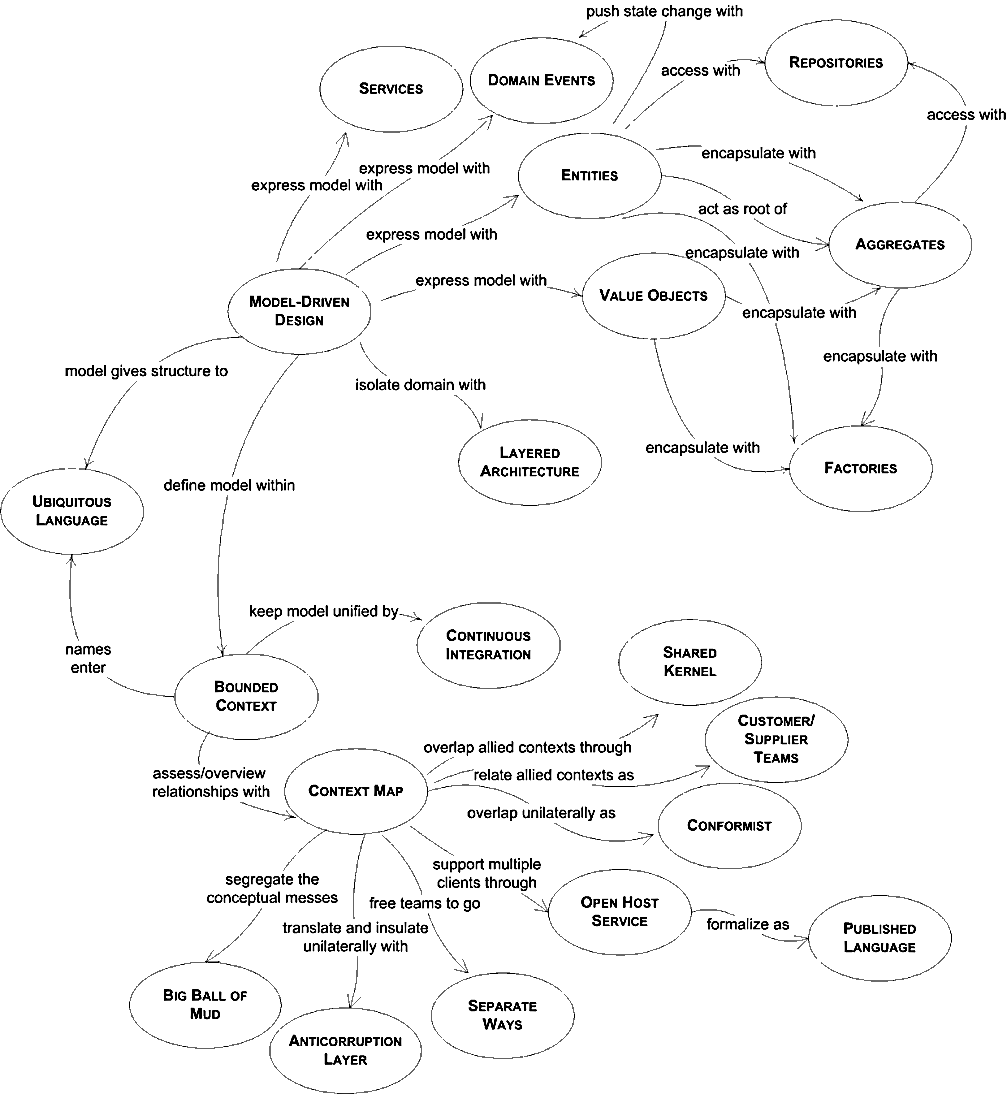 push state change with
SERVICES
DOMAIN EVENTS
REPOSITORIES
access with
access with
express model with
express model with
ENTITIES
encapsulate with
act as root of
express model with
AGGREGATES
encapsulate with
express model with
VALUE OBJECTS
MODEL-DRIVEN
DESIGN
encapsulate with
model gives structure to
isolate domain with
encapsulate with
LAYERED
ARCHITECTURE
encapsulate with
FACTORIES
define model within
UBIQUITOUS
LANGUAGE
keep model unified by
CONTINUOUS
INTEGRATION
names
enter
SHARED
KERNEL
BOUNDED
CONTEXT
CUSTOMER/
SUPPLIER
TEAMS
overlap allied contexts through
assess/overview
relationships with
CONTEXT MAP
relate allied contexts as
overlap unilaterally as
CONFORMIST
segregate the
conceptual messes
support multiple
clients through
free teams to go
translate and insulate
unilaterally with
OPEN HOST
SERVICE
formalize as
PUBLISHED
LANGUAGE
BIG BALL OF
MUD
SEPARATE
WAYS
ANTICORRUPTION
LAYER